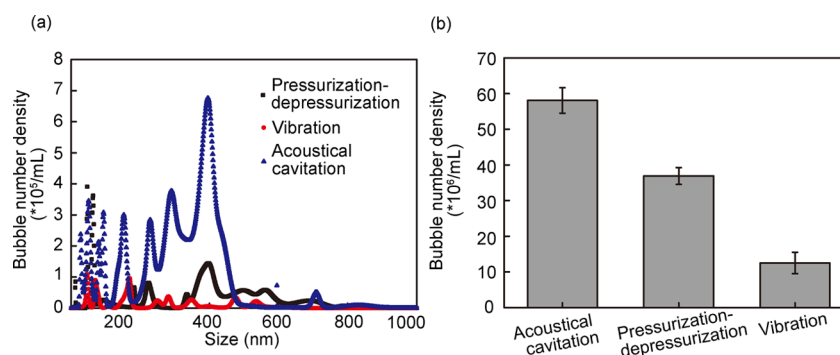 (a)
Bubble number density
(*10⁵/mL)
8
7
6
5
4
3
2
1
0
Pressurization-
depressurization
Vibration
Acoustical
cavitation
200
400
600
800
1000
Size (nm)
(b)
Bubble number density
(*10⁶/mL)
70
60
50
40
30
20
10
0
Acoustical
cavitation
Pressurization-
depressurization
Vibration